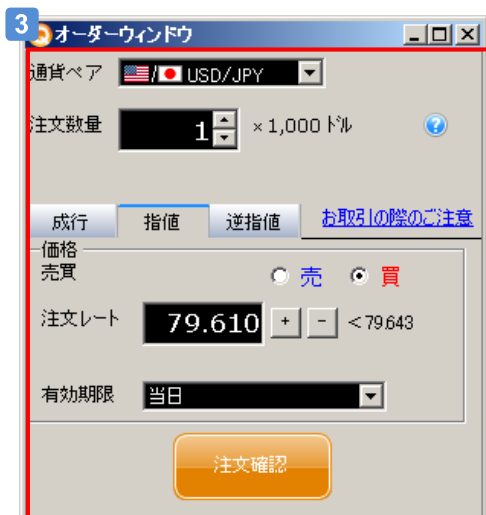 3
オーダーウィンドウ
通貨ペア USD/JPY
注文数量 1 ×1,000 ﾄﾞﾙ ?
成行 指値 逆指値 お取引の際のご注意
価格
売買 売 買
注文レート 79.610 + - <79.643
有効期限 当日
注文確認